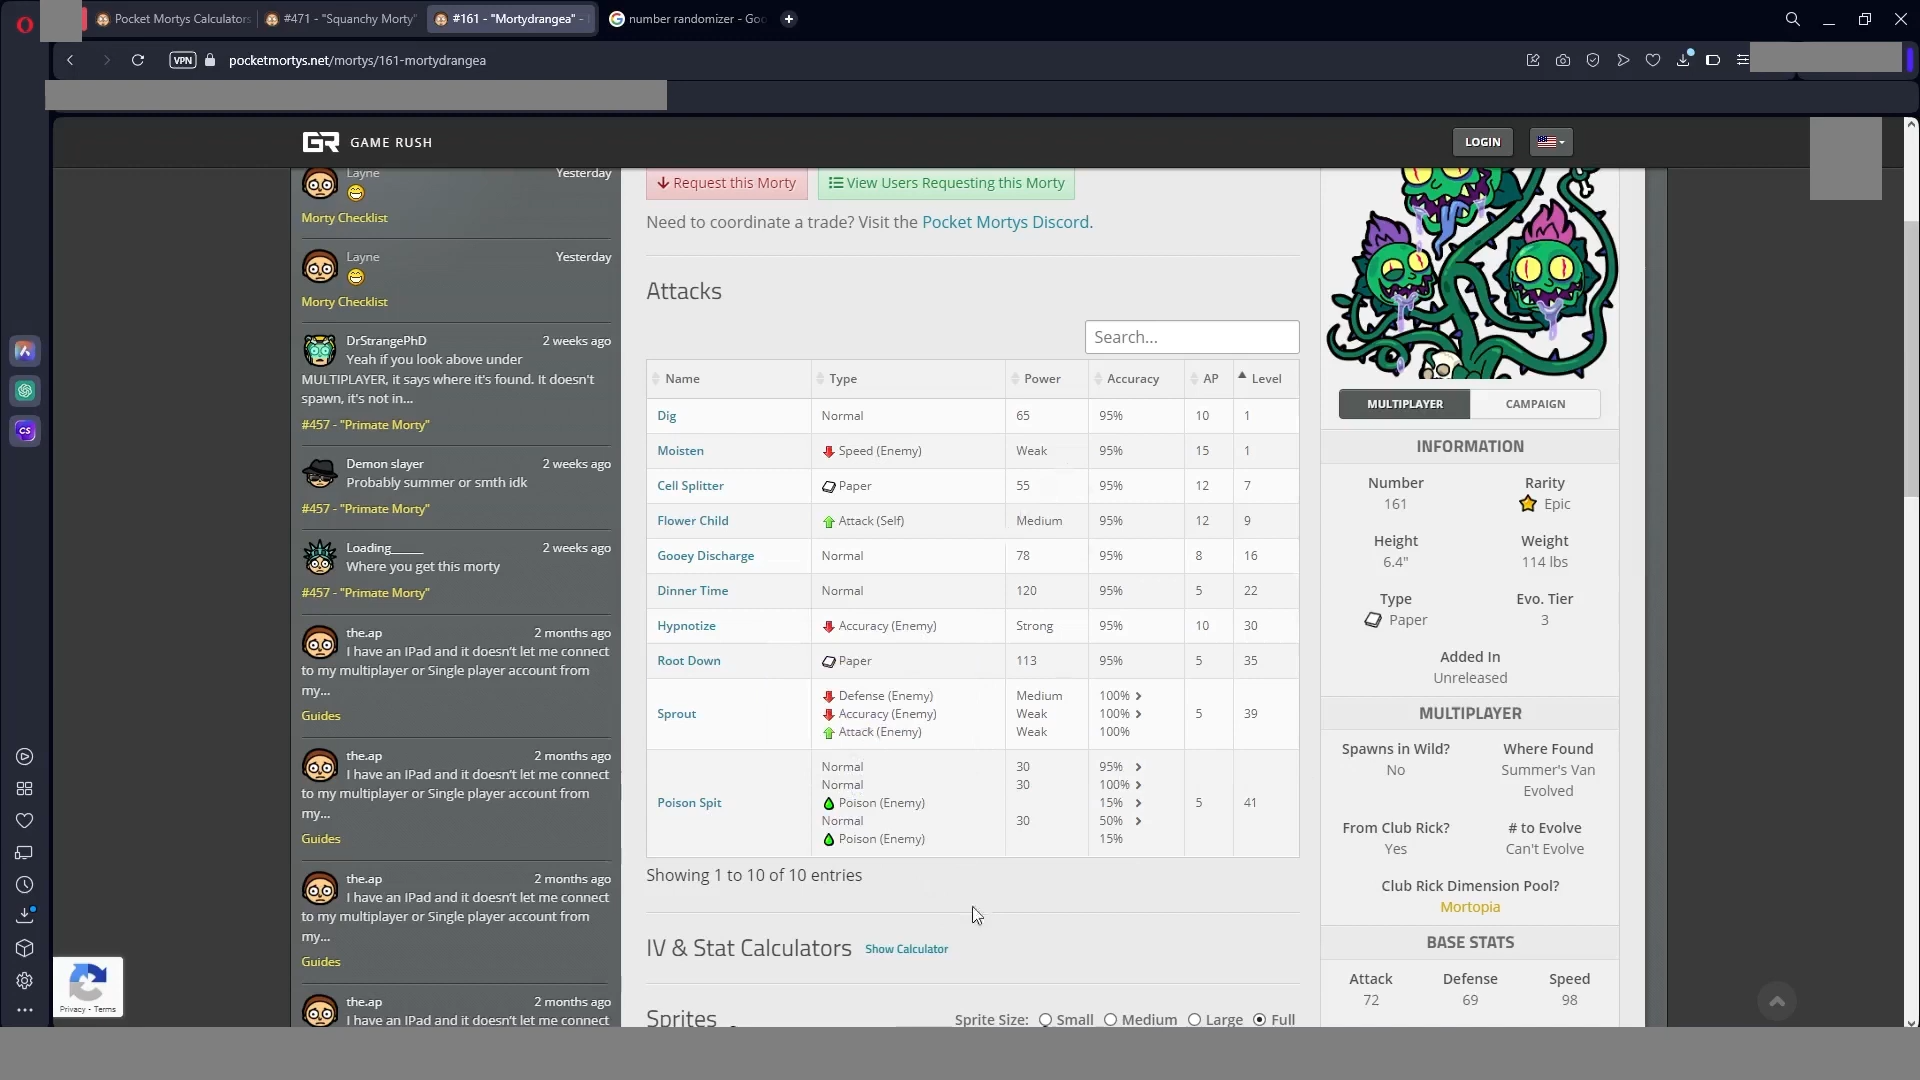 Pocket Mortys Calculators
#471 - "Squanchy Morty"
#161 - "Mortydrangea" -
number randomizer - Goo
VPN
pocketmortys.net/mortys/161-mortydrangea
GR GAME RUSH
LOGIN
Layne Yesterday
Morty Checklist
Layne Yesterday
Morty Checklist
DrStrangePhD 2 weeks ago
Yeah if you look above under
MULTIPLAYER, it says where it's found. It doesn't
spawn, it's not in...
#457 - "Primate Morty"
Demon slayer 2 weeks ago
Probably summer or smth idk
#457 - "Primate Morty"
Loading_____ 2 weeks ago
Where you get this morty
#457 - "Primate Morty"
the.ap 2 months ago
I have an IPad and it doesn't let me connect
to my multiplayer or Single player account from
my...
Guides
the.ap 2 months ago
I have an IPad and it doesn't let me connect
to my multiplayer or Single player account from
my...
Guides
the.ap 2 months ago
I have an IPad and it doesn't let me connect
to my multiplayer or Single player account from
my...
Guides
the.ap 2 months ago
I have an IPad and it doesn't let me connect
Request this Morty
View Users Requesting this Morty
Need to coordinate a trade? Visit the Pocket Mortys Discord.
Attacks
Search...
Name Type Power Accuracy AP Level
Dig Normal 65 95% 10 1
Moisten Speed (Enemy) Weak 95% 15 1
Cell Splitter Paper 55 95% 12 7
Flower Child Attack (Self) Medium 95% 12 9
Gooey Discharge Normal 78 95% 8 16
Dinner Time Normal 120 95% 5 22
Hypnotize Accuracy (Enemy) Strong 95% 10 30
Root Down Paper 113 95% 5 35
Defense (Enemy) Medium 100%
Sprout Accuracy (Enemy) Weak 100% 5 39
Attack (Enemy) Weak 100%
Normal 30 95%
Normal 30 100%
Poison Spit Poison (Enemy) 15% 5 41
Normal 30 50%
Poison (Enemy) 15%
Showing 1 to 10 of 10 entries
IV & Stat Calculators Show Calculator
Sprites Sprite Size: Small Medium Large Full
MULTIPLAYER CAMPAIGN
INFORMATION
Number Rarity
161 Epic
Height Weight
6.4" 114 lbs
Type Evo. Tier
Paper 3
Added In
Unreleased
MULTIPLAYER
Spawns in Wild? Where Found
No Summer's Van
Evolved
From Club Rick? # to Evolve
Yes Can't Evolve
Club Rick Dimension Pool?
Mortopia
BASE STATS
Attack Defense Speed
72 69 98
CS
Privacy - Terms